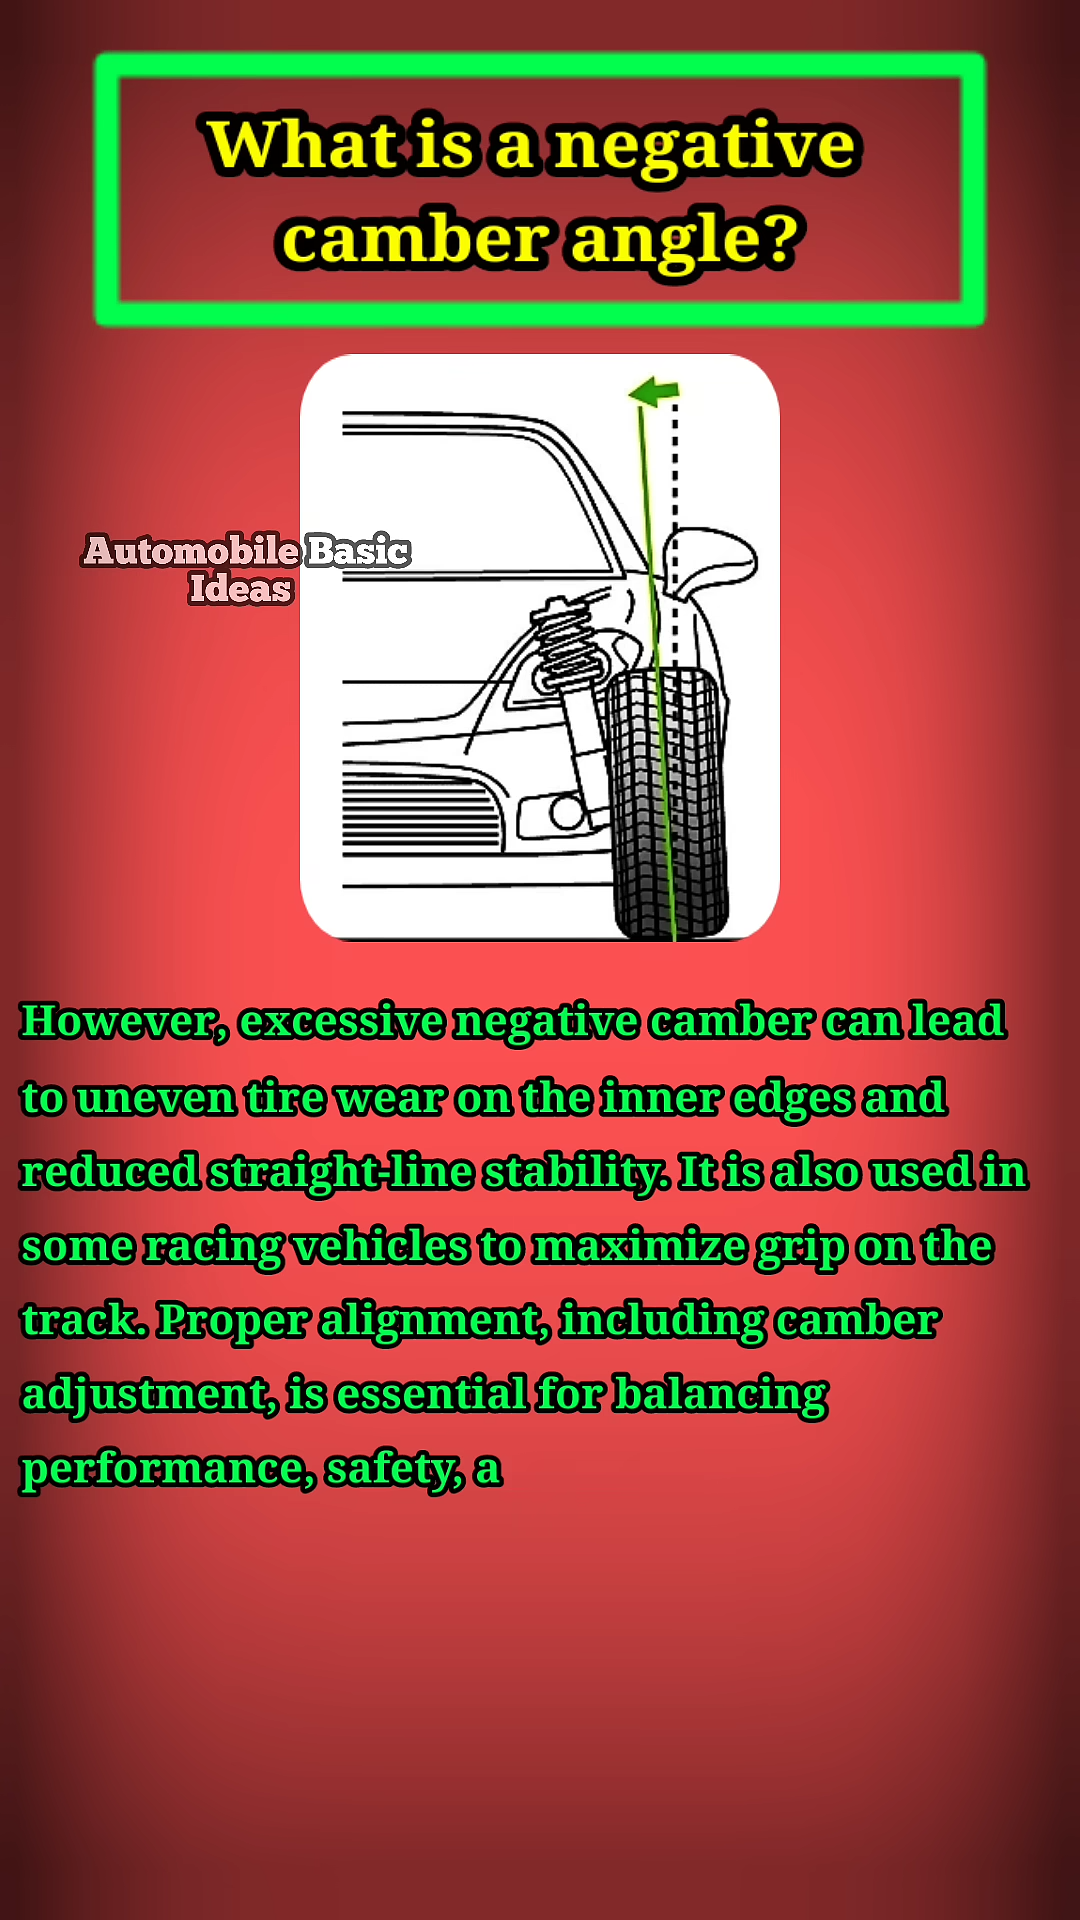 What is a negative
camber angle?
Automobile Basic
Ideas
However, excessive negative camber can lead
to uneven tire wear on the inner edges and
reduced straight-line stability. It is also used in
some racing vehicles to maximize grip on the
track. Proper alignment, including camber
adjustment, is essential for balancing
performance, safety, a